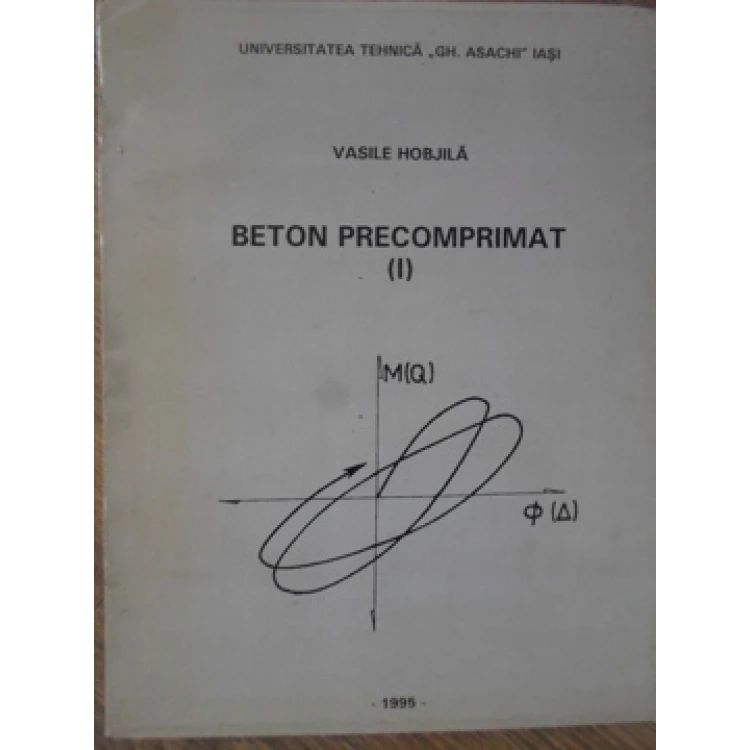 UNIVERSITATEA TEHNICĂ „GH. ASACHI" IAŞI
VASILE HOBJILĂ
BETON PRECOMPRIMAT
(I)
M(Q)
ϕ(Δ)
- 1995 -